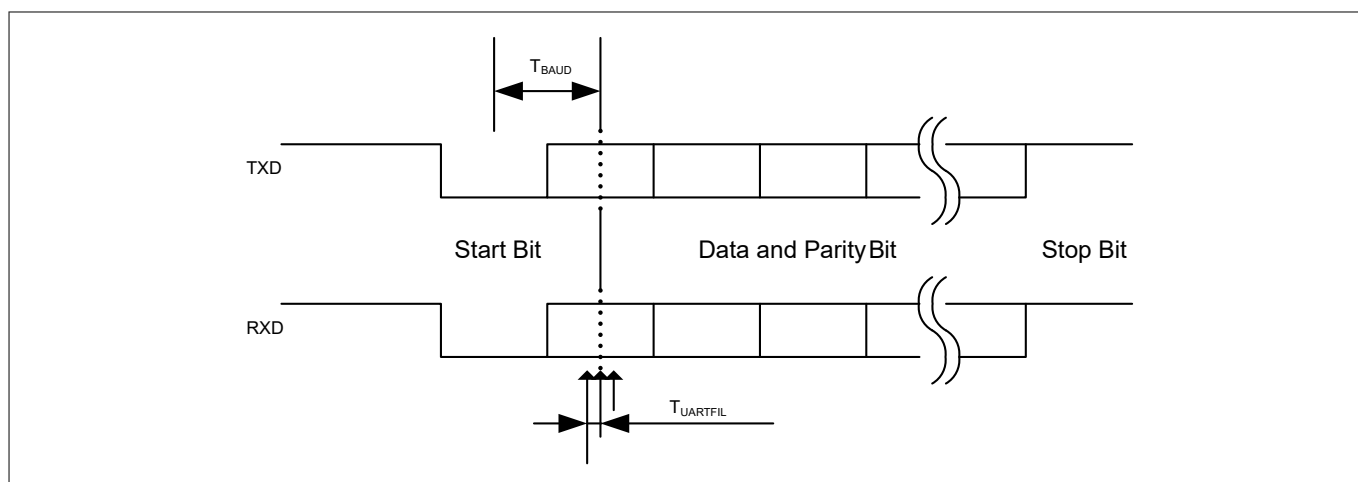 TBAUD
TXD
Start Bit
Data and Parity Bit
Stop Bit
RXD
TUARTFIL